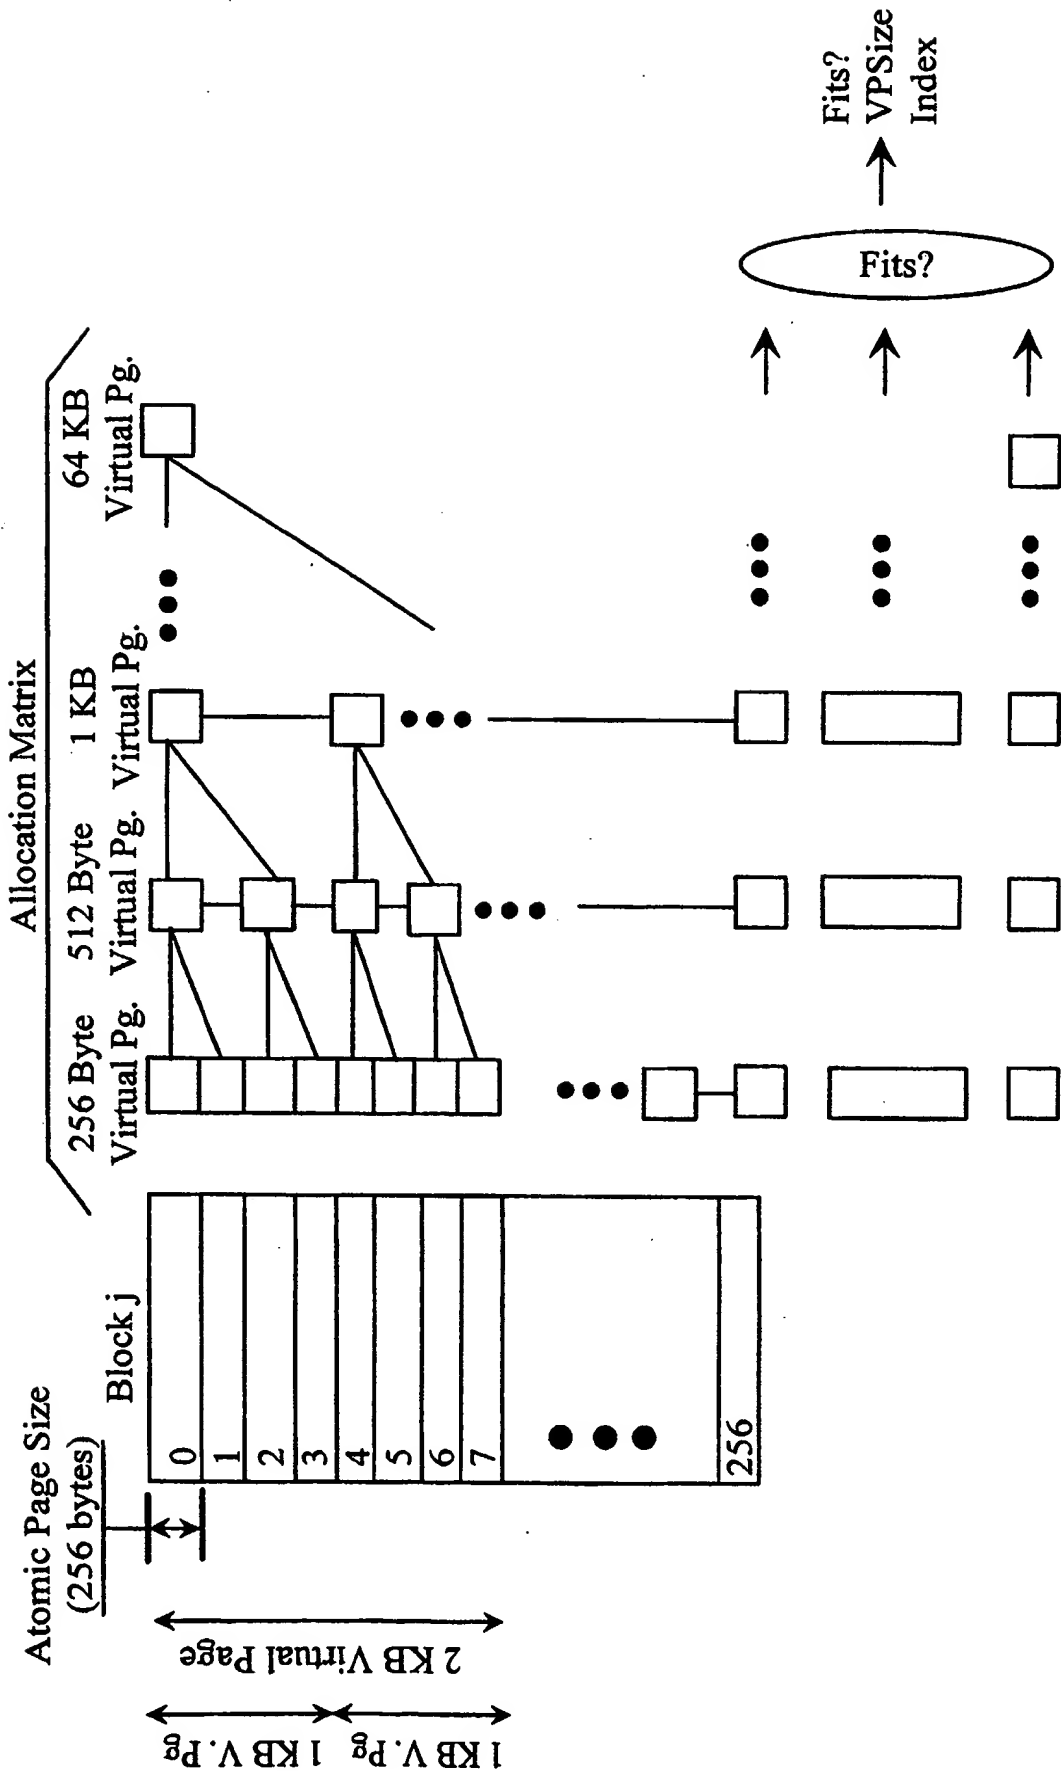 Allocation Matrix
Atomic Page Size
(256 bytes)
Block j
256 Byte
Virtual Pg.
512 Byte
Virtual Pg.
1 KB
Virtual Pg.
64 KB
Virtual Pg.
0
1
2
3
4
5
6
7
256
2 KB Virtual Page
1 KB V. Pg
1 KB V. Pg
Fits?
Fits?
VPSize
Index